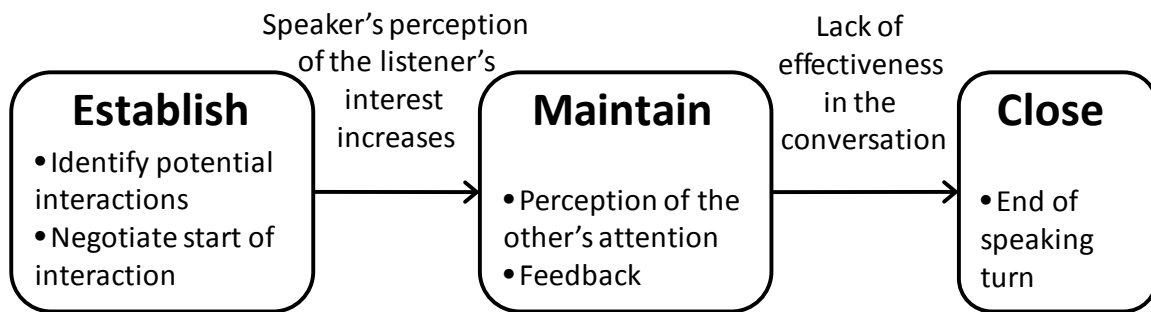 Establish
• Identify potential
interactions
• Negotiate start of
interaction
Speaker’s perception
of the listener’s
interest
increases
Maintain
• Perception of the
other’s attention
• Feedback
Lack of
effectiveness
in the
conversation
Close
• End of
speaking
turn